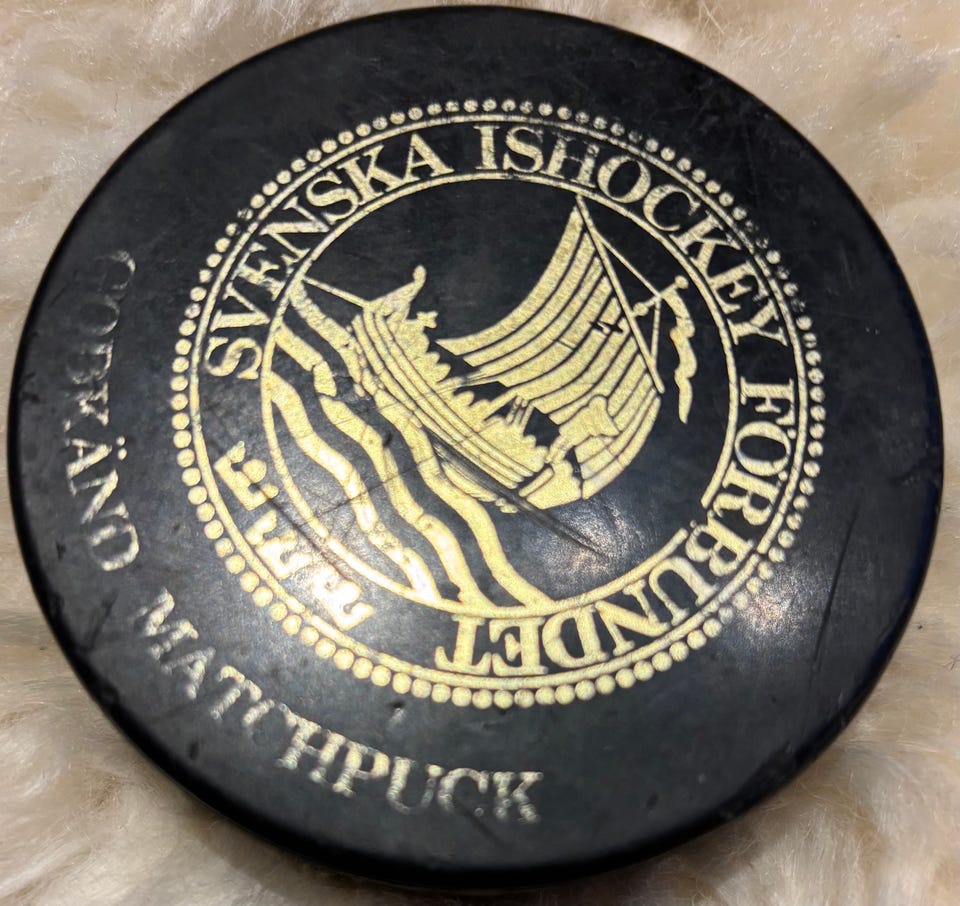 SVENSKA ISHOCKEY FÖRBUNDET
GODKÄND MATCHPUCK